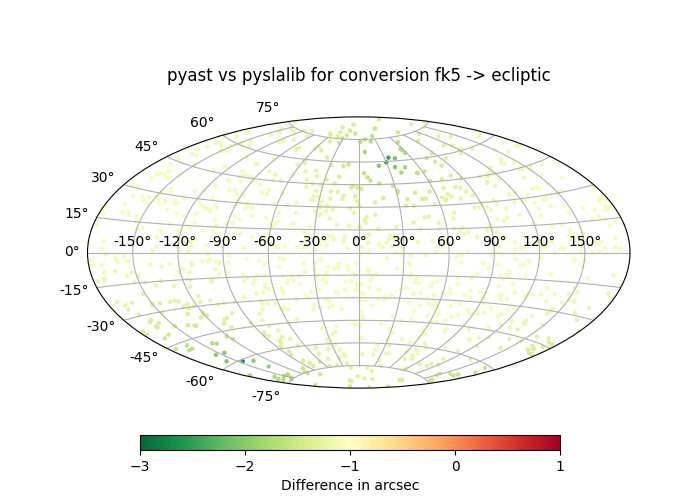 pyast vs pyslalib for conversion fk5 -> ecliptic
75°
60°
45°
30°
15°
-150° -120° -90° -60° -30° 0° 30° 60° 90° 120° 150°
0°
-15°
-30°
-45°
-60°
-75°
−3 −2 −1 0 1
Difference in arcsec